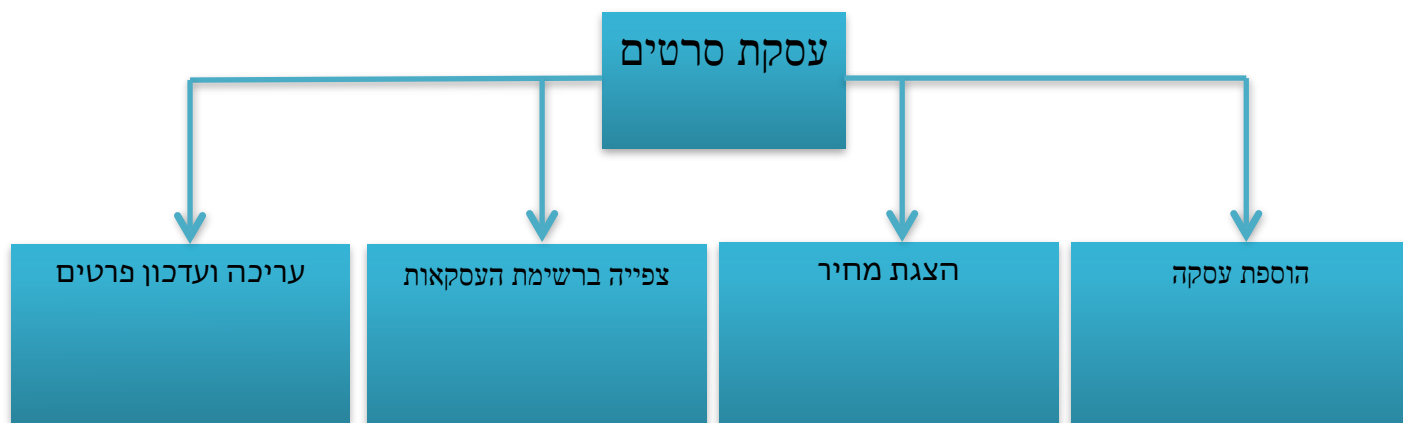 עסקת סרטים
הוספת עסקה
הצגת מחיר
צפייה ברשימת העסקאות
עריכה ועדכון פרטים